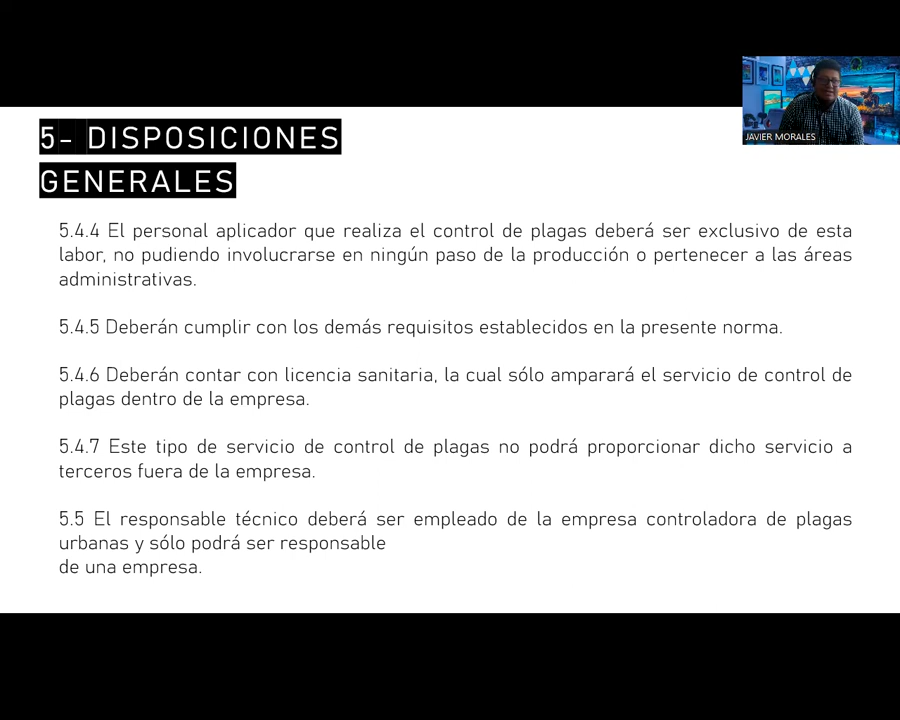 JAVIER MORALES
5- DISPOSICIONES
GENERALES
5.4.4 El personal aplicador que realiza el control de plagas deberá ser exclusivo de esta
labor, no pudiendo involucrarse en ningún paso de la producción o pertenecer a las áreas
administrativas.
5.4.5 Deberán cumplir con los demás requisitos establecidos en la presente norma.
5.4.6 Deberán contar con licencia sanitaria, la cual sólo amparará el servicio de control de
plagas dentro de la empresa.
5.4.7 Este tipo de servicio de control de plagas no podrá proporcionar dicho servicio a
terceros fuera de la empresa.
5.5 El responsable técnico deberá ser empleado de la empresa controladora de plagas
urbanas y sólo podrá ser responsable
de una empresa.